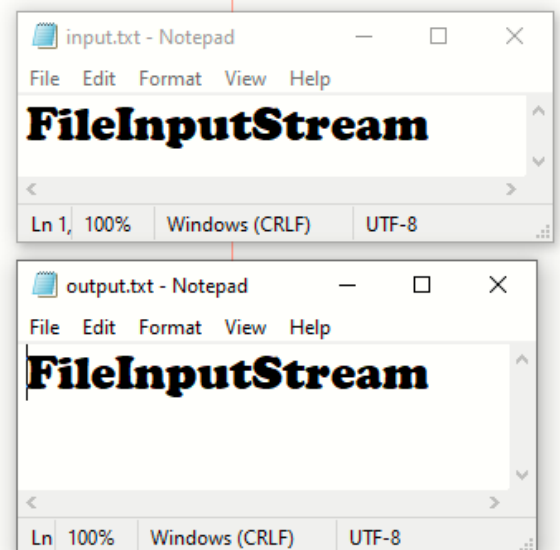 input.txt - Notepad
File Edit Format View Help
FileInputStream
Ln 1, 100% Windows (CRLF) UTF-8
output.txt - Notepad
File Edit Format View Help
FileInputStream
Ln 100% Windows (CRLF) UTF-8